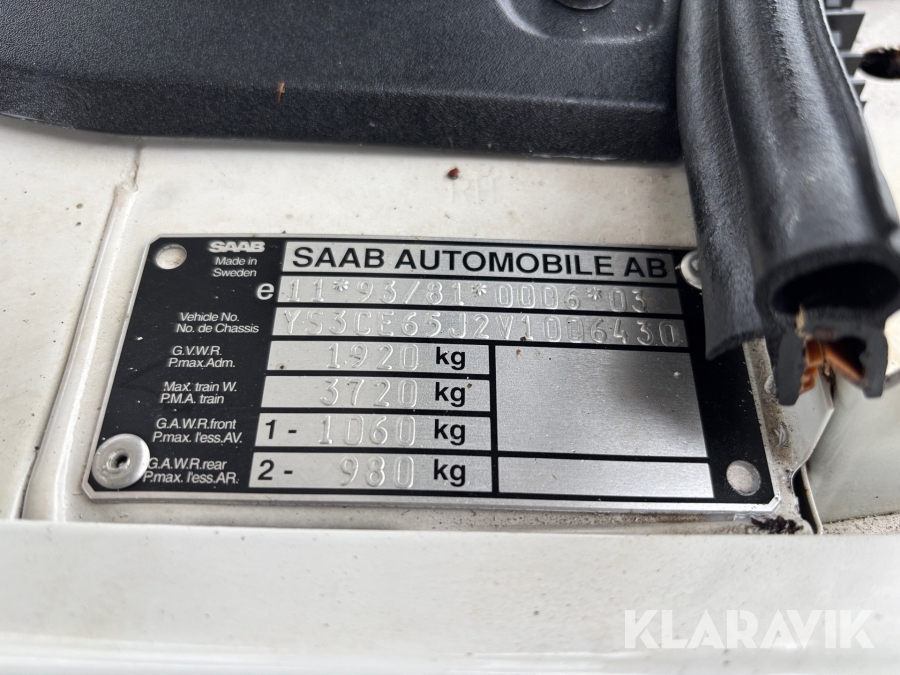 SAAB
Made in
Sweden
SAAB AUTOMOBILE AB
e 11*93/81*0006*03
Vehicle No.
No. de Chassis
YS3CE65J2V1006430
G.V.W.R.
P.max.Adm.
1920 kg
Max. train W.
P.M.A. train
3720 kg
G.A.W.R.front
P.max. l'ess.AV.
1 - 1060 kg
G.A.W.R.rear
P.max. l'ess.AR.
2 - 980 kg
KLARAVIK